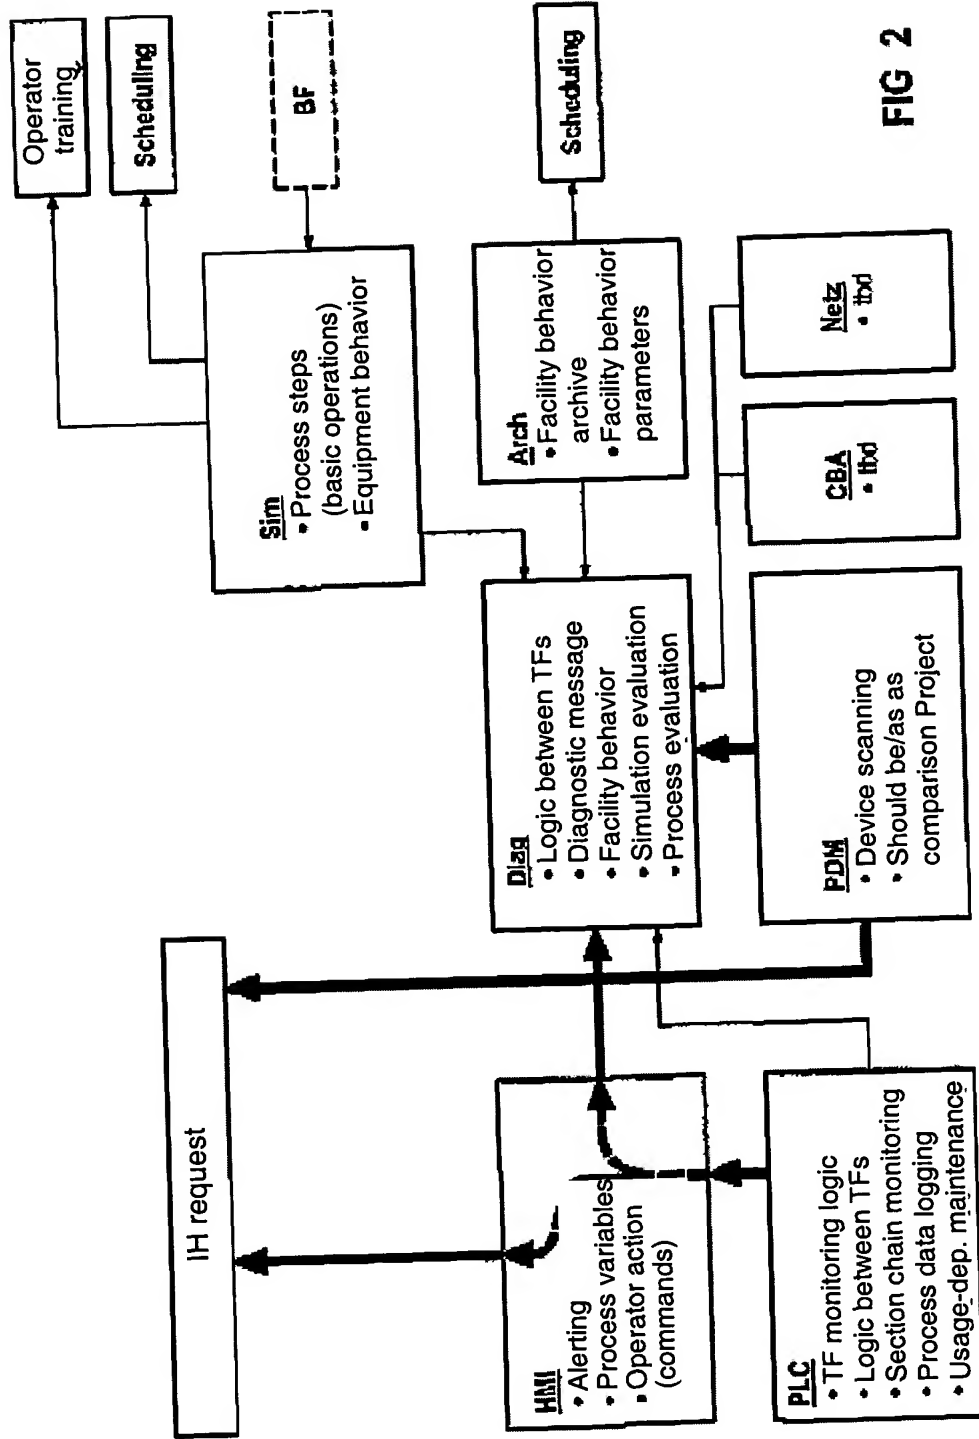 IH request
HMI
• Alerting
• Process variables
• Operator action
(commands)
PLC
• TF monitoring logic
• Logic between TFs
• Section chain monitoring
• Process data logging
• Usage-dep. maintenance
Diag
• Logic between TFs
• Diagnostic message
• Facility behavior
• Simulation evaluation
• Process evaluation
PDM
• Device scanning
• Should be/as as
comparison Project
Sim
• Process steps
(basic operations)
• Equipment behavior
Arch
• Facility behavior
archive
• Facility behavior
parameters
CBA
• tbd
Netz
• tbd
Operator
training
Scheduling
BF
Scheduling
FIG 2